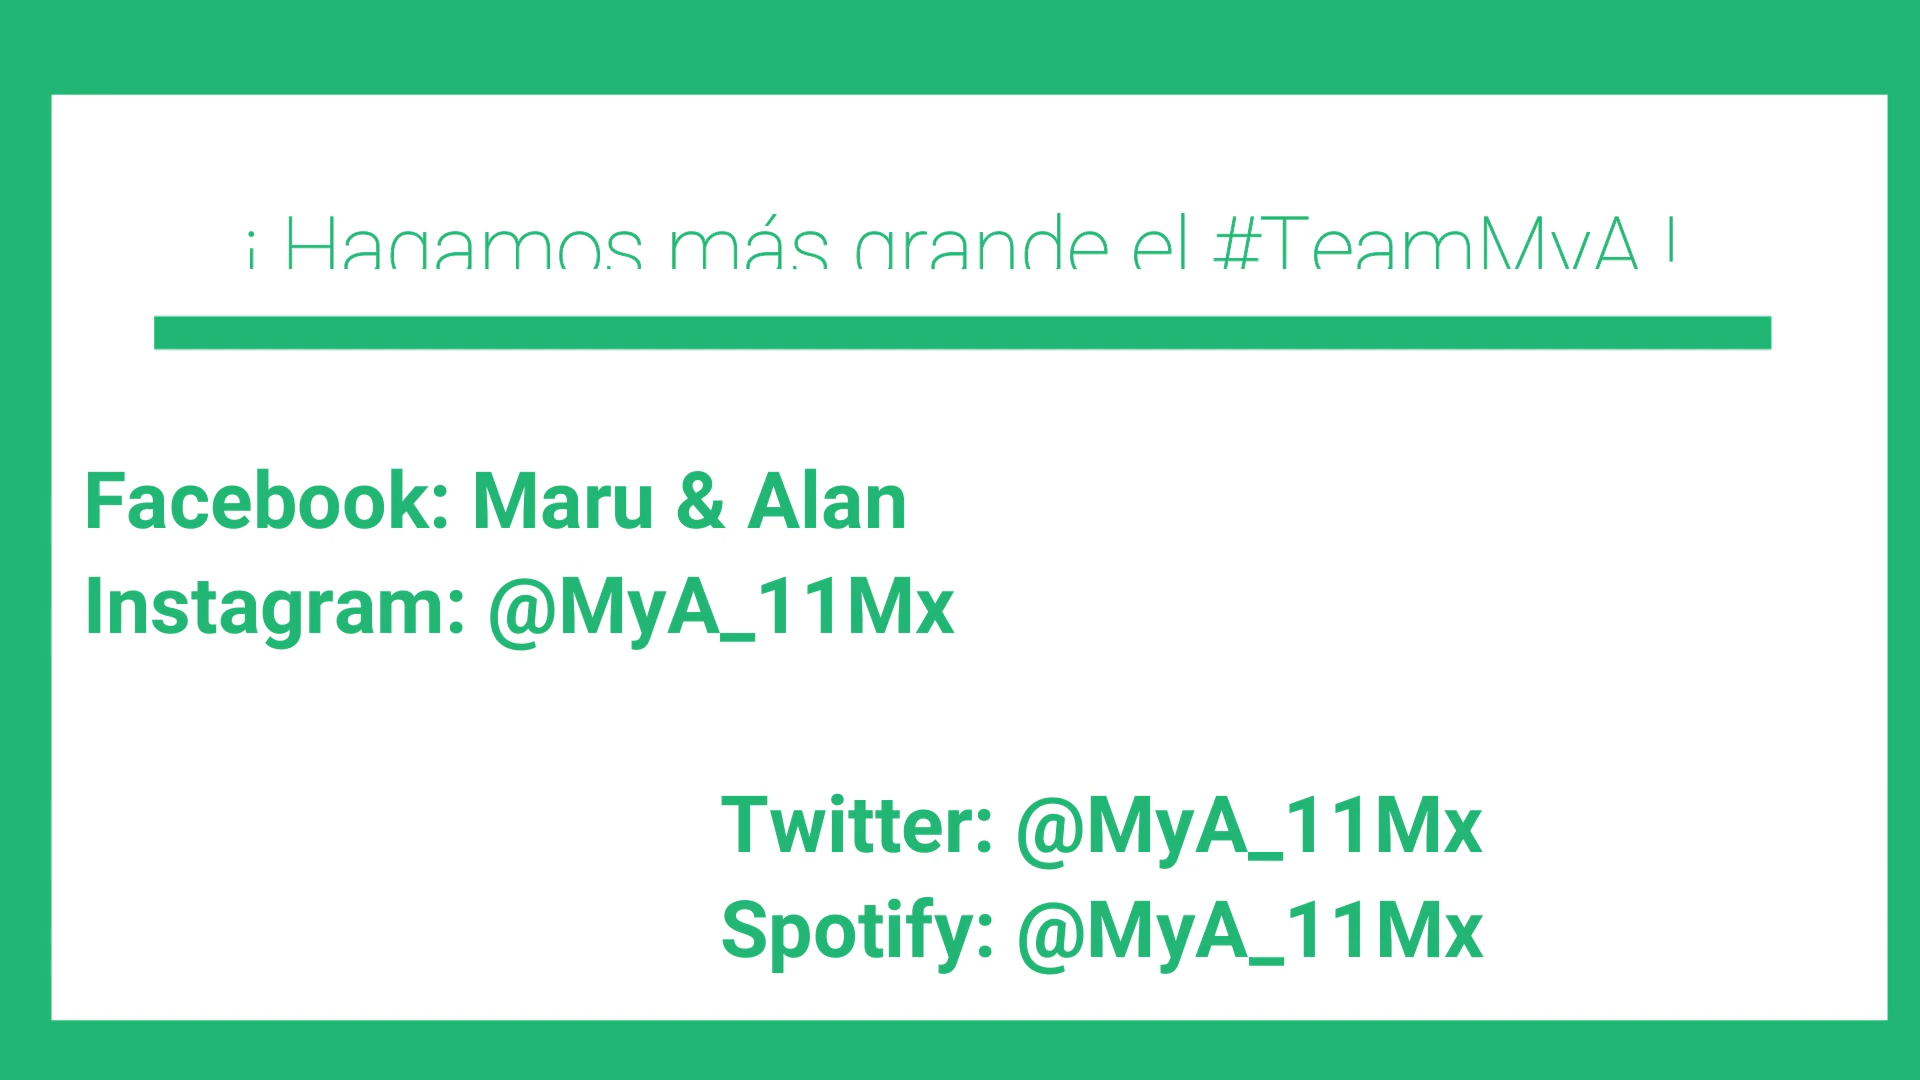 ¡ Hagamos más grande el #TeamMyA !
Facebook: Maru & Alan
Instagram: @MyA_11Mx
Twitter: @MyA_11Mx
Spotify: @MyA_11Mx